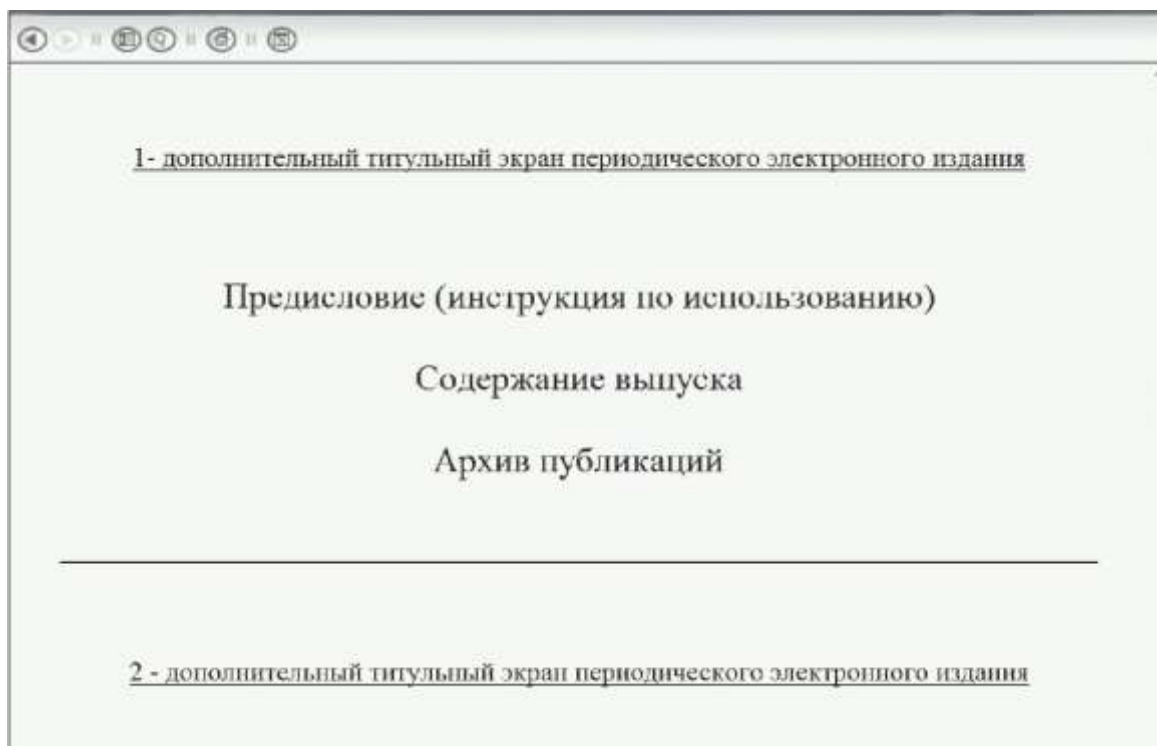 1- дополнительный титульный экран периодического электронного издания
Предисловие (инструкция по использованию)
Содержание выпуска
Архив публикаций
2 - дополнительный титульный экран периодического электронного издания